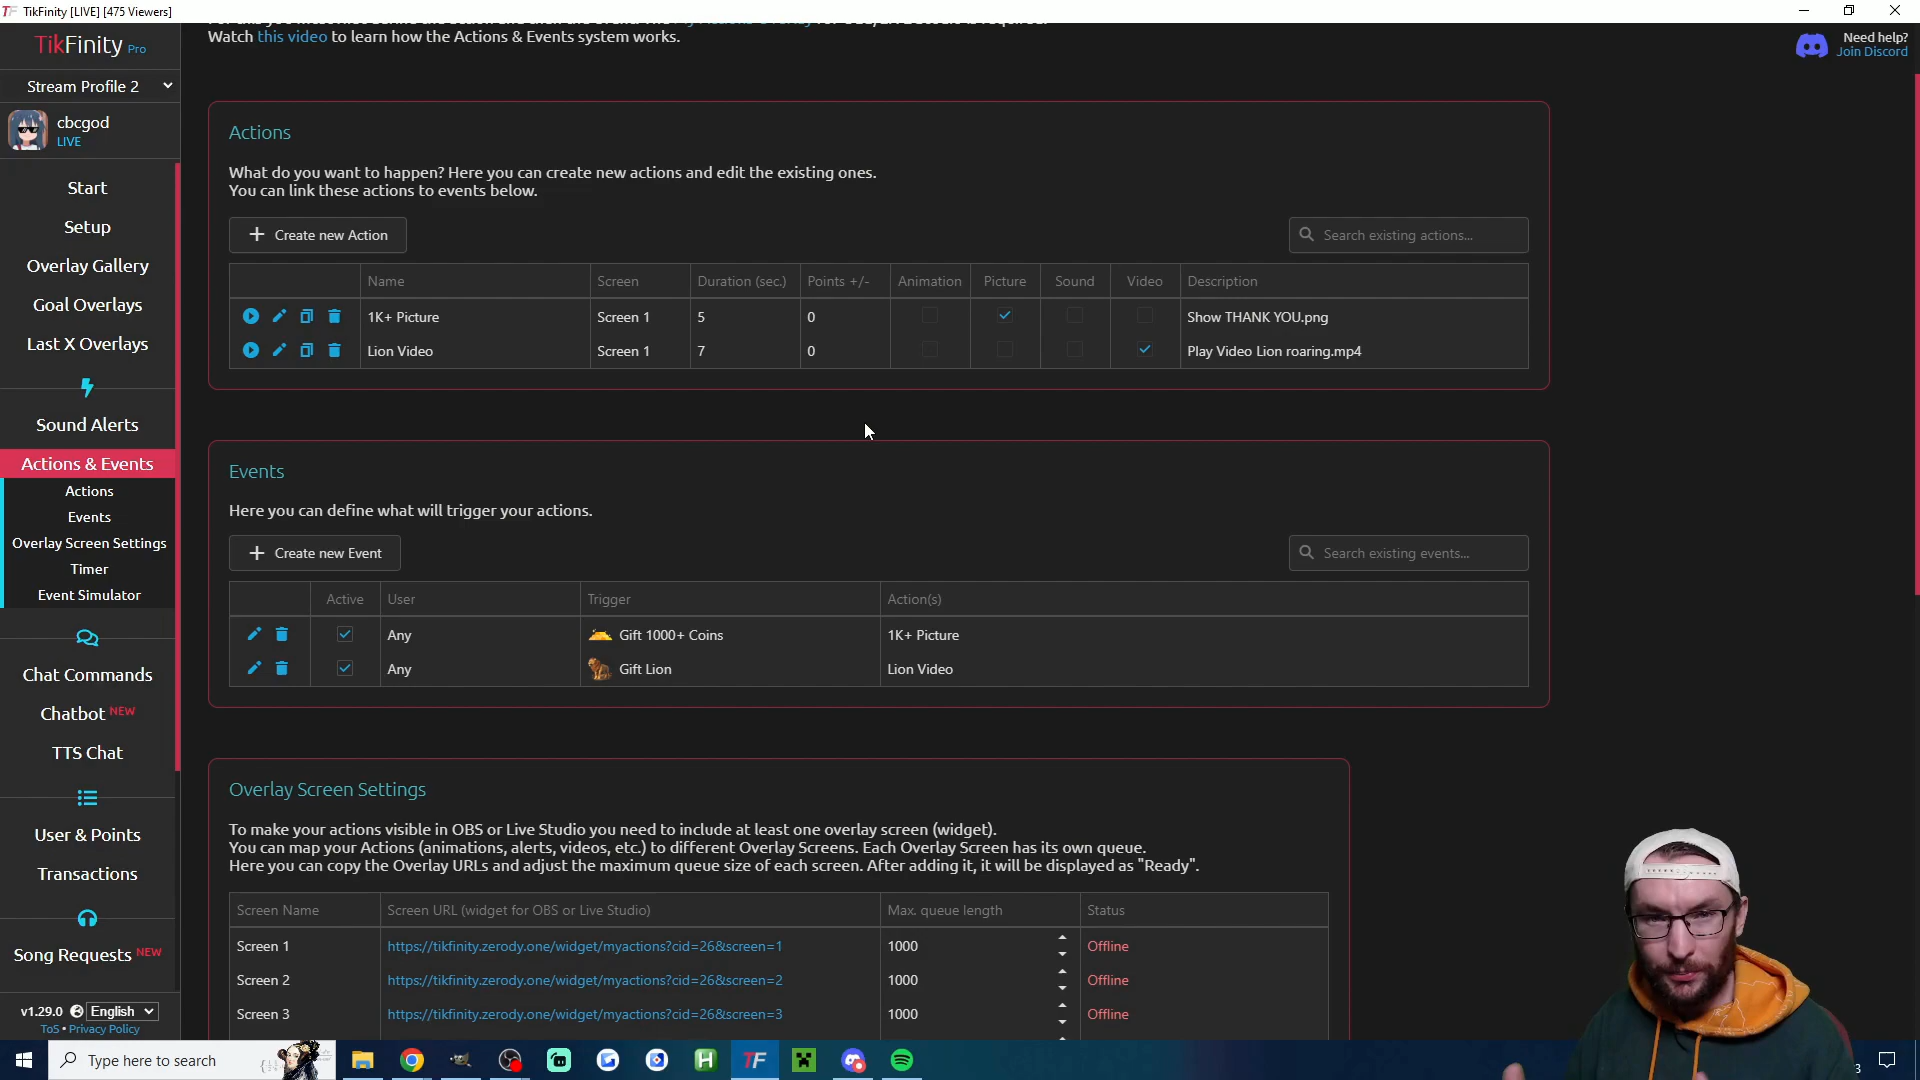 TikFinity [LIVE] [475 Viewers]
TikFinity Pro
Stream Profile 2
cbcgod
LIVE
Start
Setup
Overlay Gallery
Goal Overlays
Last X Overlays
Sound Alerts
Actions & Events
Actions
Events
Overlay Screen Settings
Timer
Event Simulator
Chat Commands
Chatbot NEW
TTS Chat
User & Points
Transactions
Song Requests NEW
v1.29.0 English
ToS • Privacy Policy
Watch this video to learn how the Actions & Events system works.
Need help?
Join Discord
Actions
What do you want to happen? Here you can create new actions and edit the existing ones.
You can link these actions to events below.
+ Create new Action
Search existing actions...
Name Screen Duration (sec.) Points +/- Animation Picture Sound Video Description
1K+ Picture Screen 1 5 0 Show THANK YOU.png
Lion Video Screen 1 7 0 Play Video Lion roaring.mp4
Events
Here you can define what will trigger your actions.
+ Create new Event
Search existing events...
Active User Trigger Action(s)
Any Gift 1000+ Coins 1K+ Picture
Any Gift Lion Lion Video
Overlay Screen Settings
To make your actions visible in OBS or Live Studio you need to include at least one overlay screen (widget).
You can map your Actions (animations, alerts, videos, etc.) to different Overlay Screens. Each Overlay Screen has its own queue.
Here you can copy the Overlay URLs and adjust the maximum queue size of each screen. After adding it, it will be displayed as "Ready".
Screen Name Screen URL (widget for OBS or Live Studio) Max. queue length Status
Screen 1 https://tikfinity.zerody.one/widget/myactions?cid=26&screen=1 1000 Offline
Screen 2 https://tikfinity.zerody.one/widget/myactions?cid=26&screen=2 1000 Offline
Screen 3 https://tikfinity.zerody.one/widget/myactions?cid=26&screen=3 1000 Offline
Type here to search
TF
3